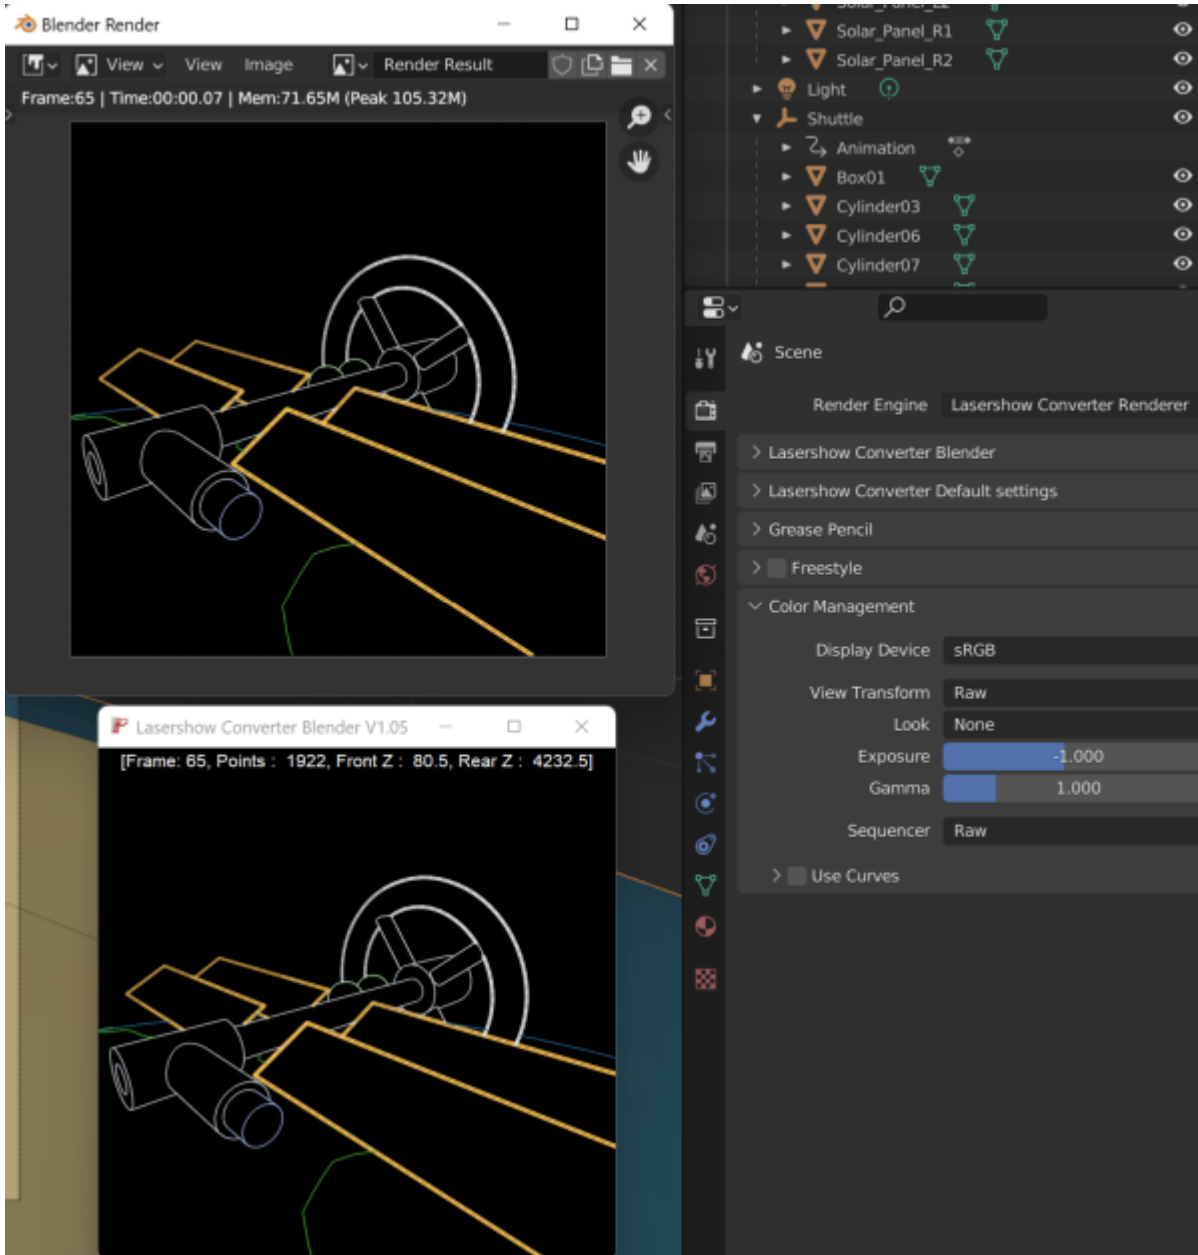 Blender Render
View View Image Render Result
Frame:65 | Time:00:00.07 | Mem:71.65M (Peak 105.32M)
Solar_Panel_L2
Solar_Panel_R1
Solar_Panel_R2
Light
Shuttle
Animation
Box01
Cylinder03
Cylinder06
Cylinder07
Scene
Render Engine Lasershow Converter Renderer
Lasershow Converter Blender
Lasershow Converter Default settings
Grease Pencil
Freestyle
Color Management
Display Device sRGB
View Transform Raw
Look None
Exposure -1.000
Gamma 1.000
Sequencer Raw
Use Curves
Lasershow Converter Blender V1.05
[Frame: 65, Points : 1922, Front Z : 80.5, Rear Z : 4232.5]